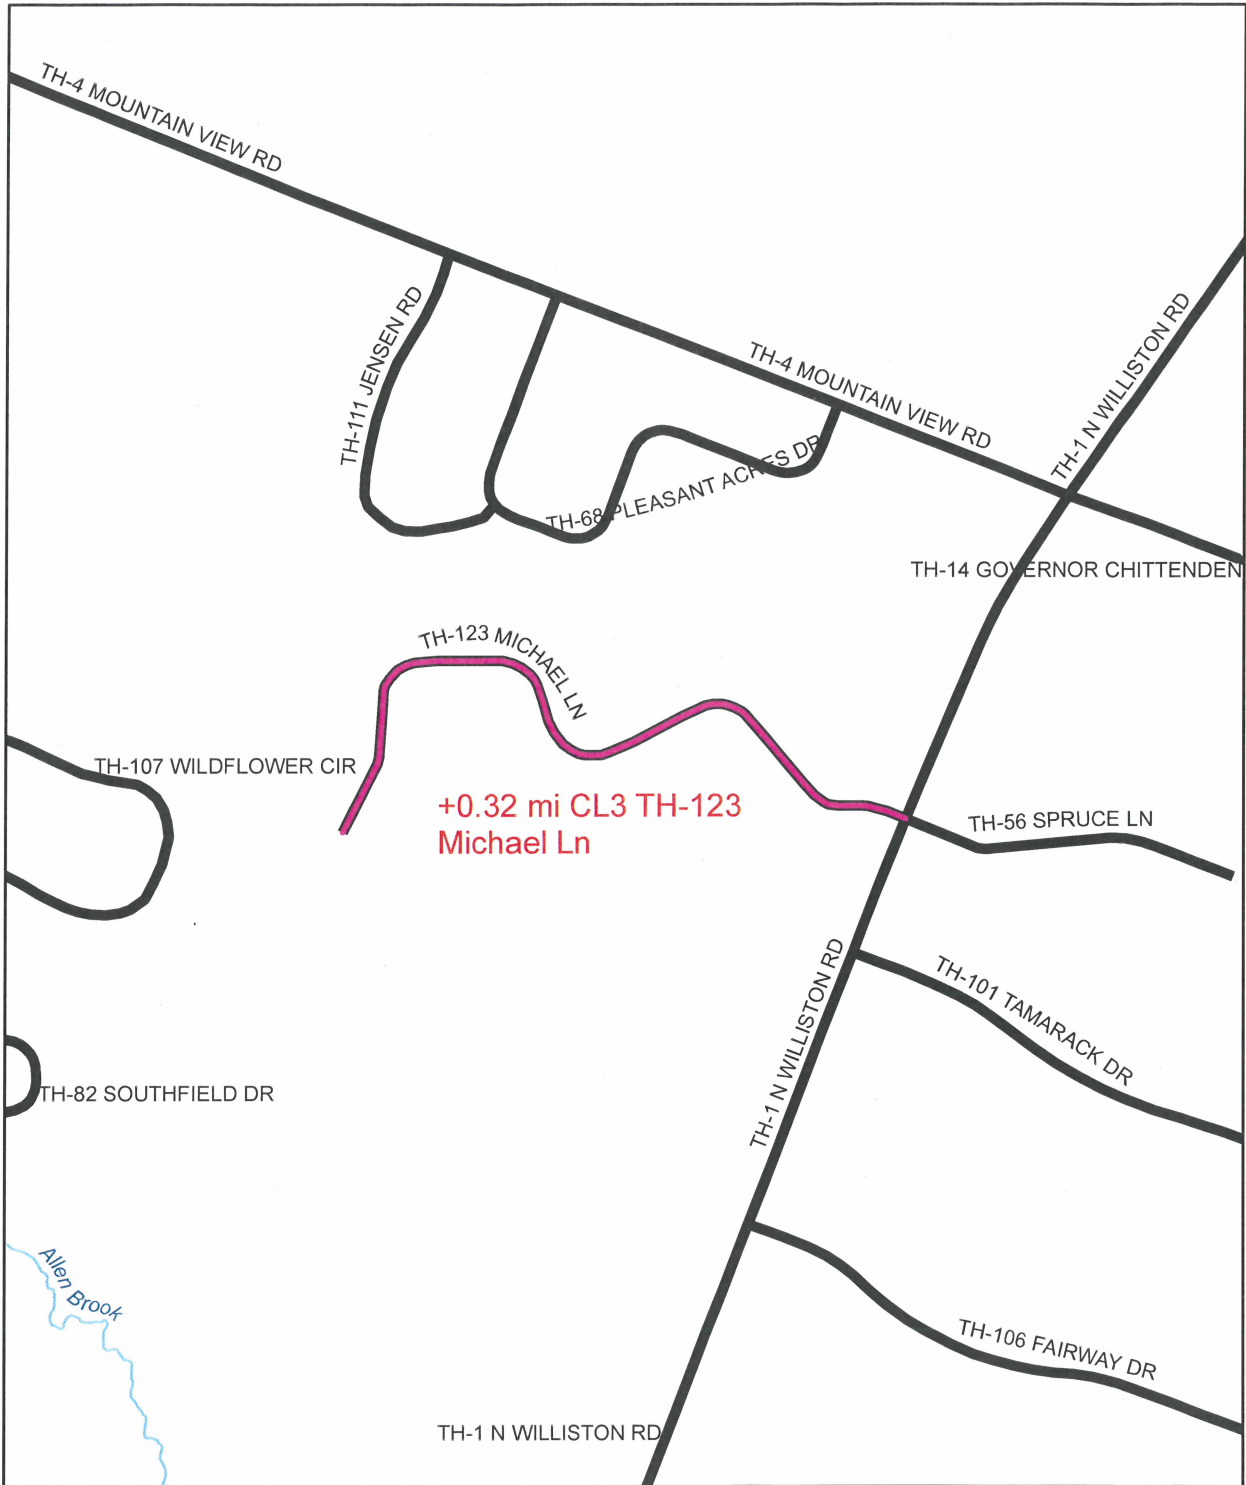 TH-4 MOUNTAIN VIEW RD
TH-1 N WILLISTON RD
TH-111 JENSEN RD
TH-4 MOUNTAIN VIEW RD
TH-68 PLEASANT ACRES DR
TH-14 GOVERNOR CHITTENDEN
TH-123 MICHAEL LN
TH-107 WILDFLOWER CIR
+0.32 mi CL3 TH-123
Michael Ln
TH-56 SPRUCE LN
TH-1 N WILLISTON RD
TH-101 TAMARACK DR
TH-82 SOUTHFIELD DR
Allen Brook
TH-106 FAIRWAY DR
TH-1 N WILLISTON RD